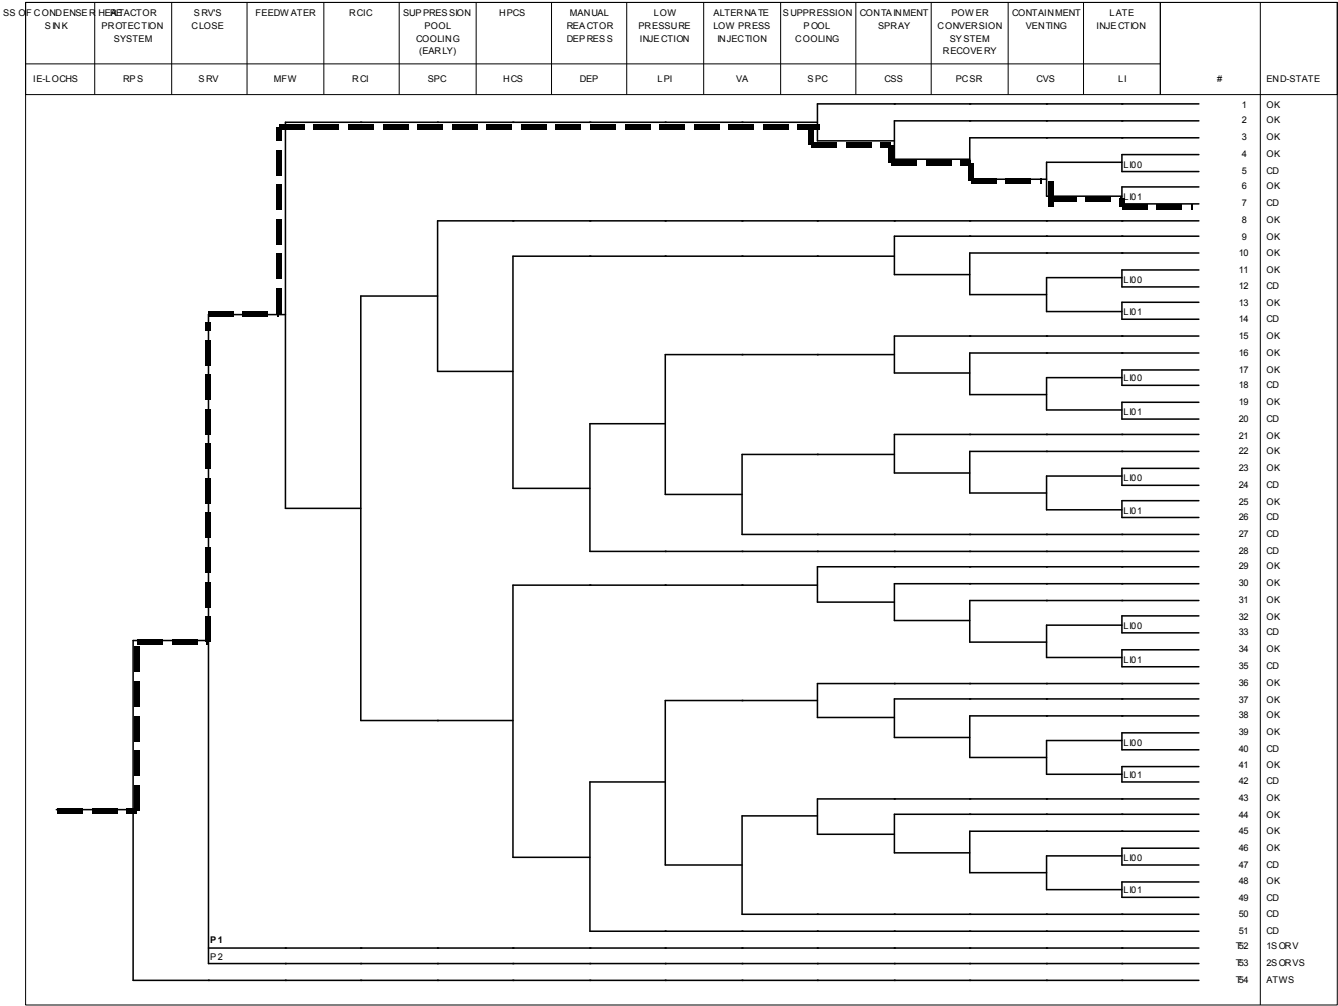 SS OF CONDENSER HEAT
SINK
REACTOR
PROTECTION
SYSTEM
SRV'S
CLOSE
FEEDWATER
RCIC
SUPPRESSION
POOL
COOLING
(EARLY)
HPCS
MANUAL
REACTOR
DEPRESS
LOW
PRESSURE
INJECTION
ALTERNATE
LOW PRESS
INJECTION
SUPPRESSION
POOL
COOLING
CONTAINMENT
SPRAY
POWER
CONVERSION
SYSTEM
RECOVERY
CONTAINMENT
VENTING
LATE
INJECTION
IE-LOCHS RPS SRV MFW RCI SPC HCS DEP LPI VA SPC CSS PCSR CVS LI # END-STATE
1 OK
2 OK
3 OK
4 OK
LI00
5 CD
6 OK
LI01
7 CD
8 OK
9 OK
10 OK
11 OK
LI00
12 CD
13 OK
LI01
14 CD
15 OK
16 OK
17 OK
LI00
18 CD
19 OK
LI01
20 CD
21 OK
22 OK
23 OK
LI00
24 CD
25 OK
LI01
26 CD
27 CD
28 CD
29 OK
30 OK
31 OK
32 OK
LI00
33 CD
34 OK
LI01
35 CD
36 OK
37 OK
38 OK
39 OK
LI00
40 CD
41 OK
LI01
42 CD
43 OK
44 OK
45 OK
46 OK
LI00
47 CD
48 OK
LI01
49 CD
50 CD
51 CD
P1
T52 1SORV
P2
T53 2SORVS
T54 ATWS